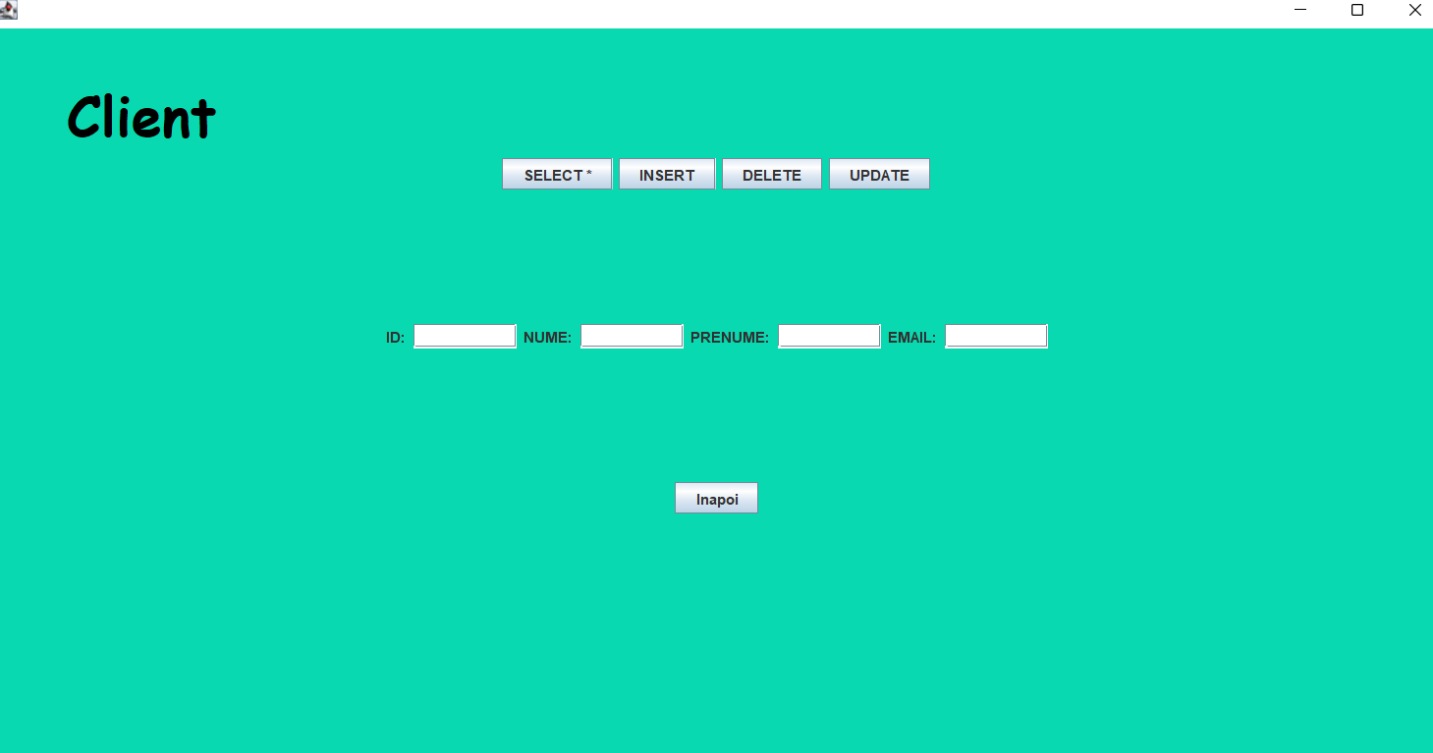 Client
SELECT * INSERT DELETE UPDATE
ID: NUME: PRENUME: EMAIL:
Inapoi